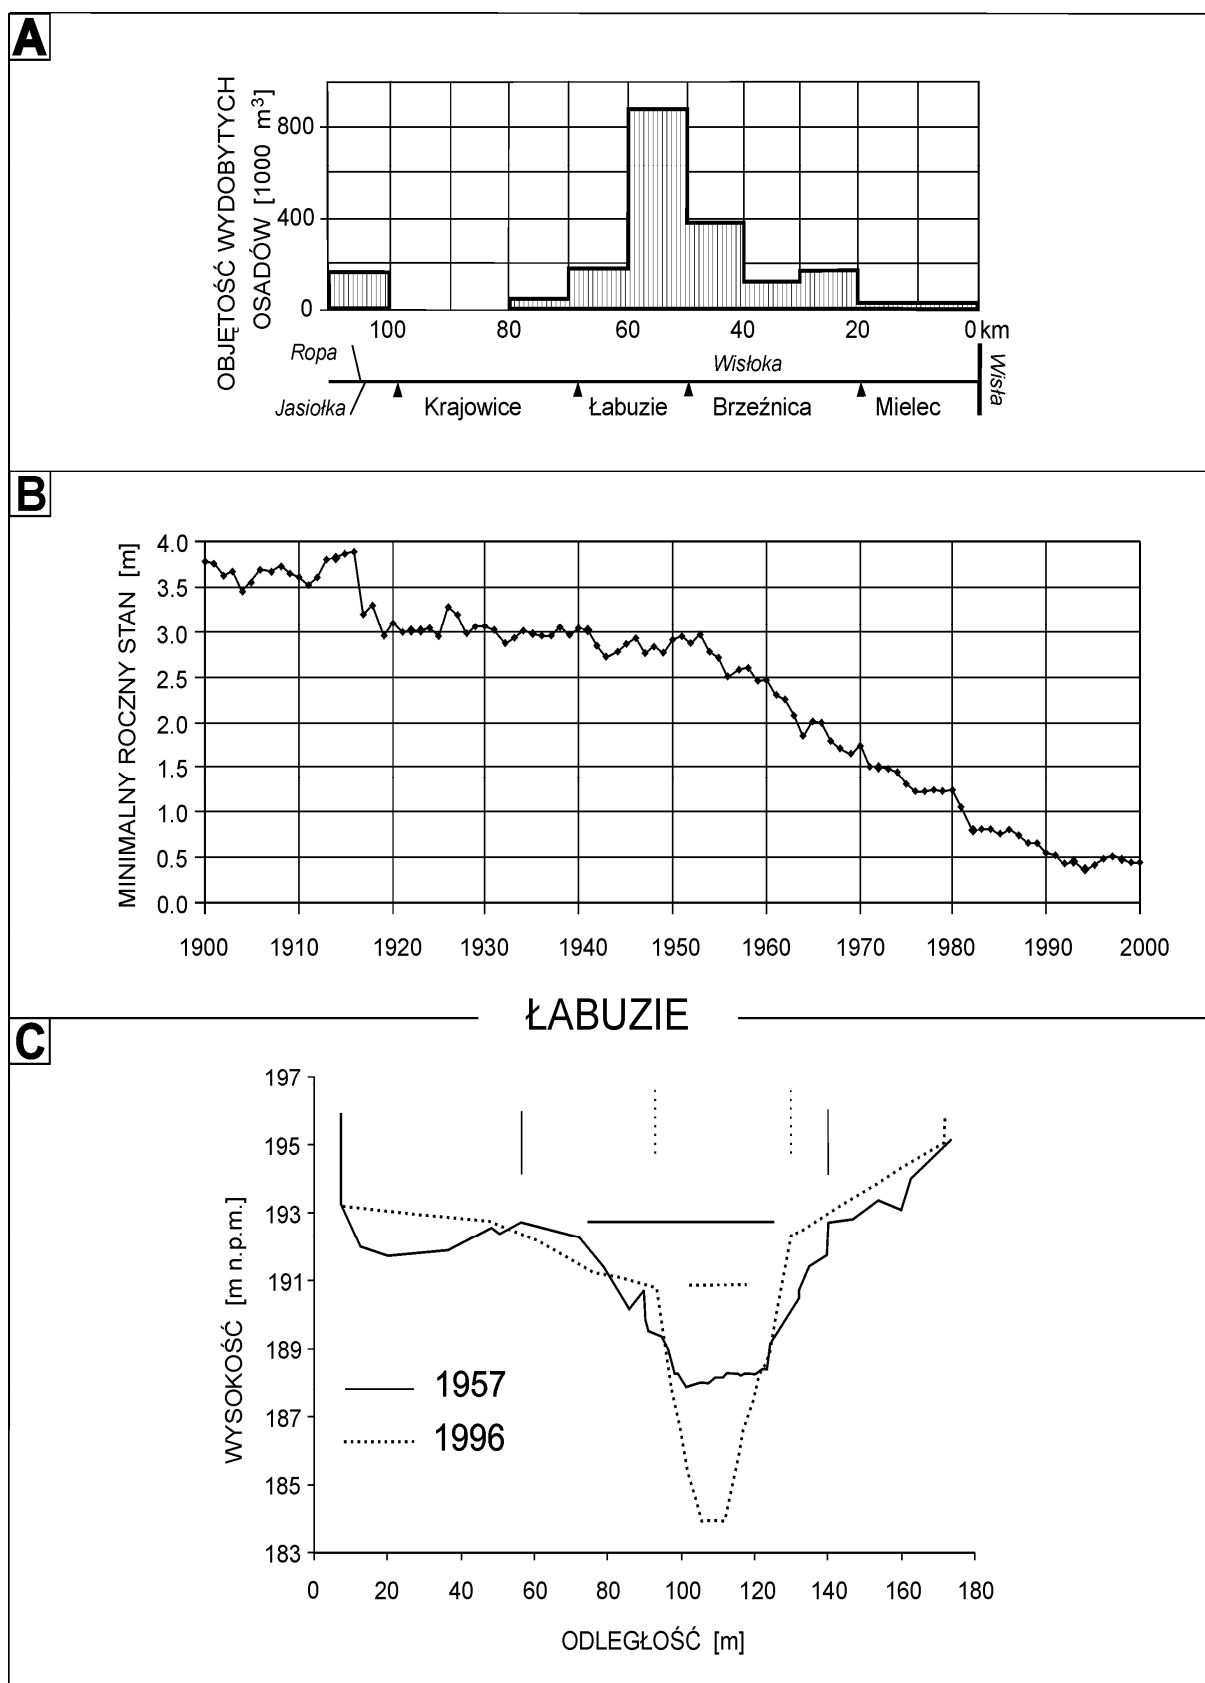 A
OBJĘTOŚĆ WYDOBYTYCH
OSADÓW [1000 m³]
800
400
0
100 80 60 40 20 0 km
Ropa
Jasiołka
Wisłoka
Wisła
Krajowice Łabuzie Brzeźnica Mielec
B
MINIMALNY ROCZNY STAN [m]
4.0
3.5
3.0
2.5
2.0
1.5
1.0
0.5
0.0
1900 1910 1920 1930 1940 1950 1960 1970 1980 1990 2000
ŁABUZIE
C
WYSOKOŚĆ [m n.p.m.]
197
195
193
191
189
187
185
183
1957
1996
0 20 40 60 80 100 120 140 160 180
ODLEGŁOŚĆ [m]